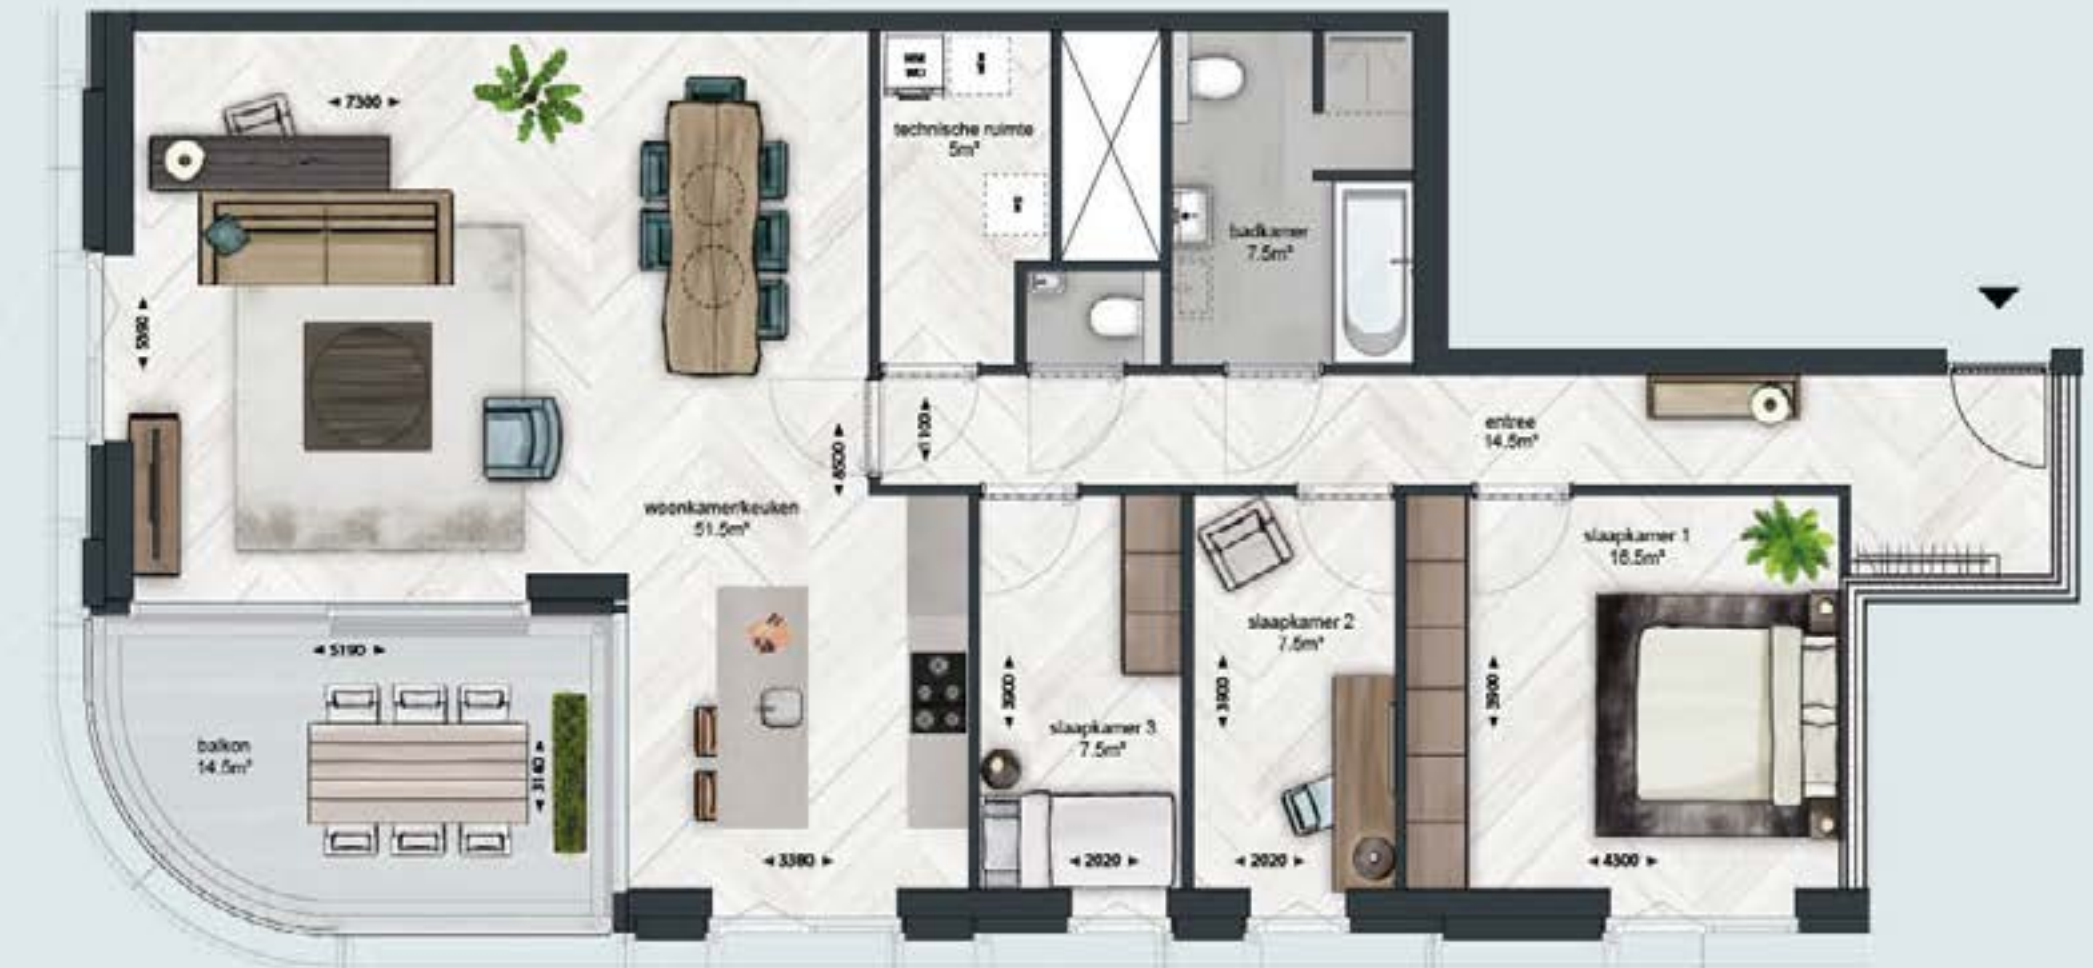 7300
technische ruimte
5m²
badkamer
7.5m²
entree
14.5m²
1100
8500
woonkamer/keuken
51.5m²
slaapkamer 1
16.5m²
slaapkamer 2
7.5m²
5190
3900
3900
3900
slaapkamer 3
7.5m²
balkon
14.5m²
3140
3380
2020
2020
4300